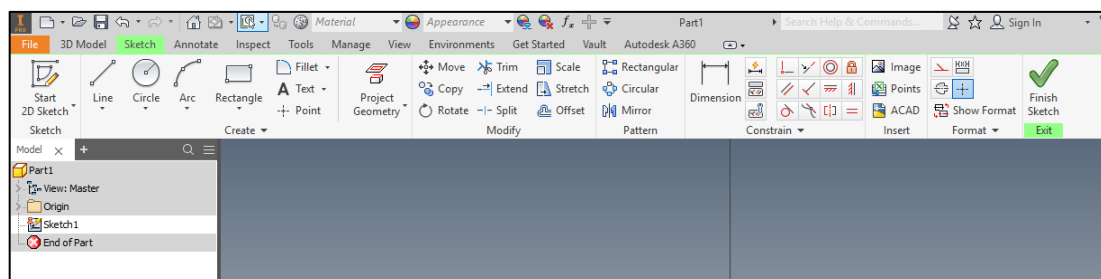 PRO Material Appearance fx Part1 Search Help & Commands... Sign In
File 3D Model Sketch Annotate Inspect Tools Manage View Environments Get Started Vault Autodesk A360
Fillet Move Trim Scale Rectangular Image
Text Copy Extend Stretch Circular Points
Start 2D Sketch Line Circle Arc Rectangle Point Project Geometry Rotate Split Offset Mirror Dimension ACAD Show Format Finish Sketch
Sketch Create Modify Pattern Constrain Insert Format Exit
Model × +
Part1
View: Master
Origin
Sketch1
End of Part